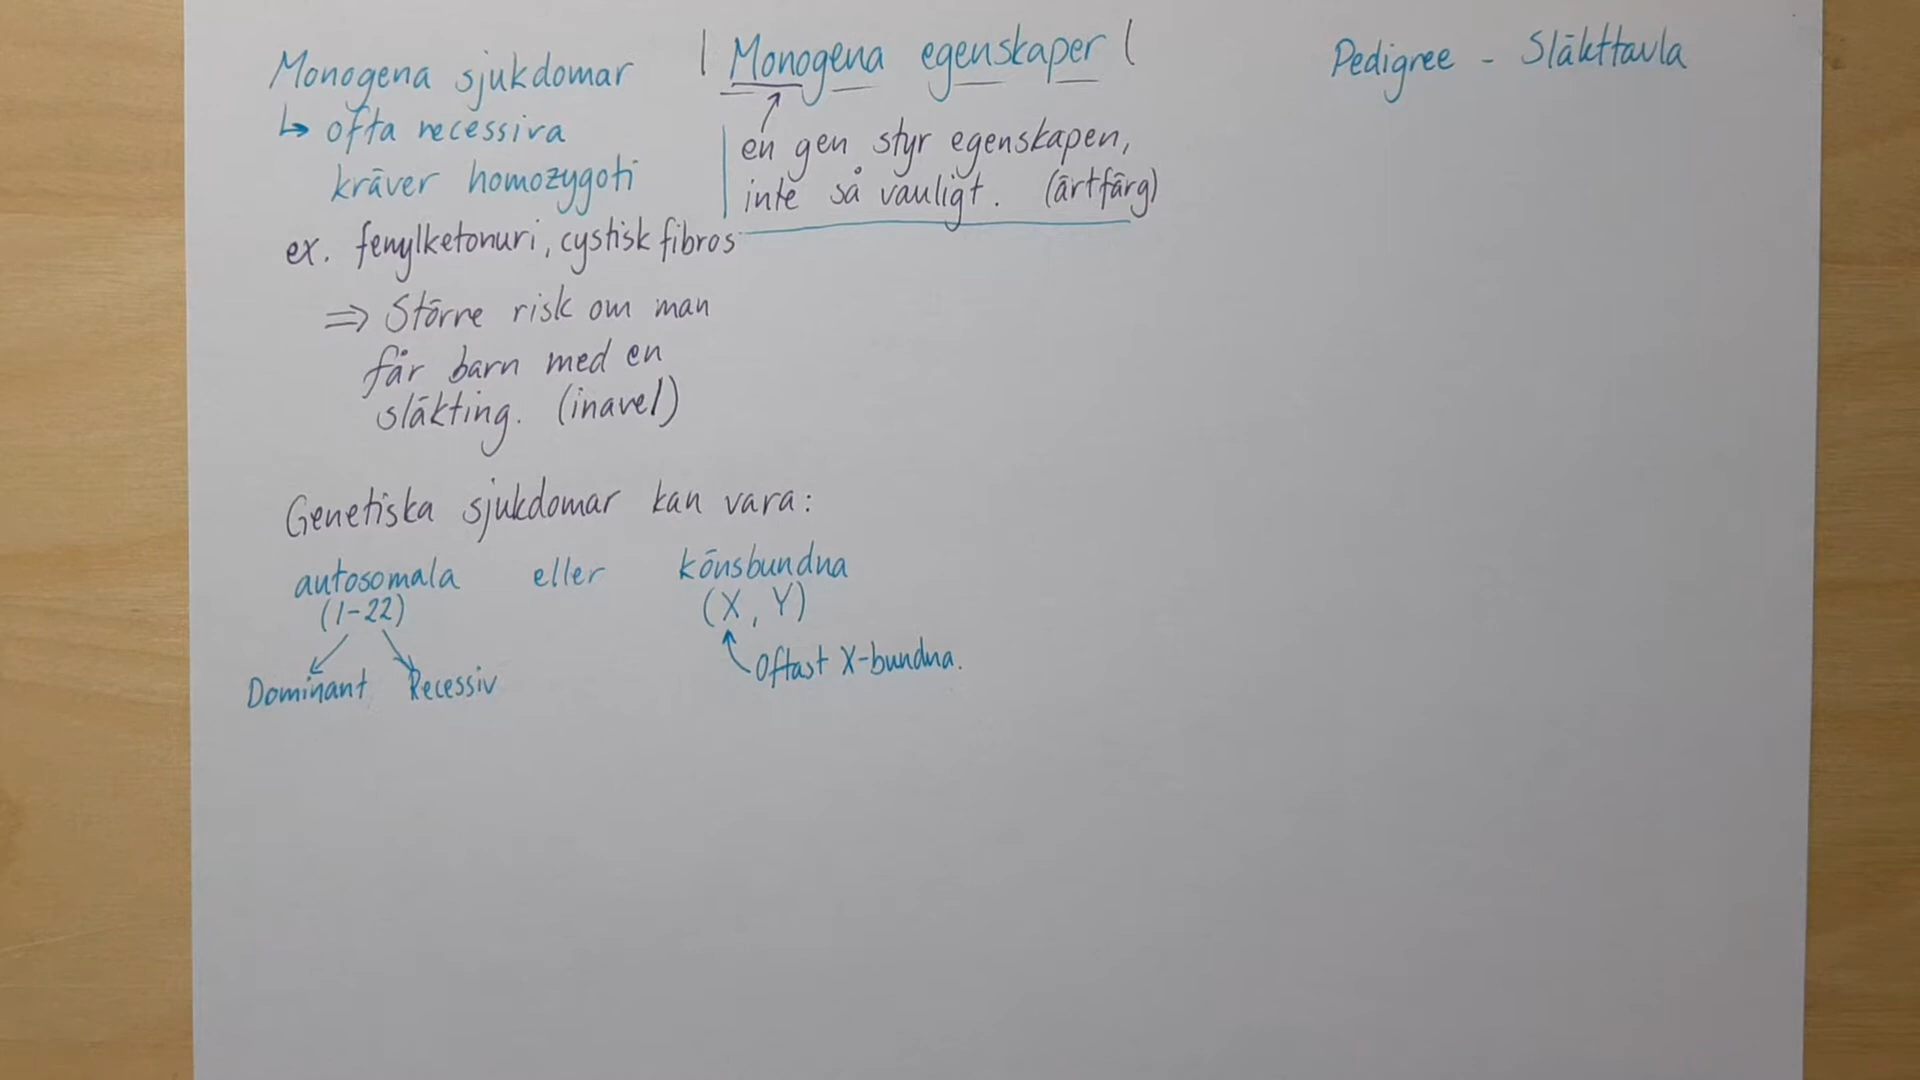 Monogena egenskaper
en gen styr egenskapen,
inte så vanligt. (ärtfärg)
Monogena sjukdomar
↳ ofta recessiva
kräver homozygoti
ex. fenylketonuri, cystisk fibros
⇒ Större risk om man
får barn med en
släkting. (inavel)
Genetiska sjukdomar kan vara:
autosomala eller könsbundna
(1-22) (X, Y)
Oftast X-bundna.
Dominant Recessiv
Pedigree - Släkttavla